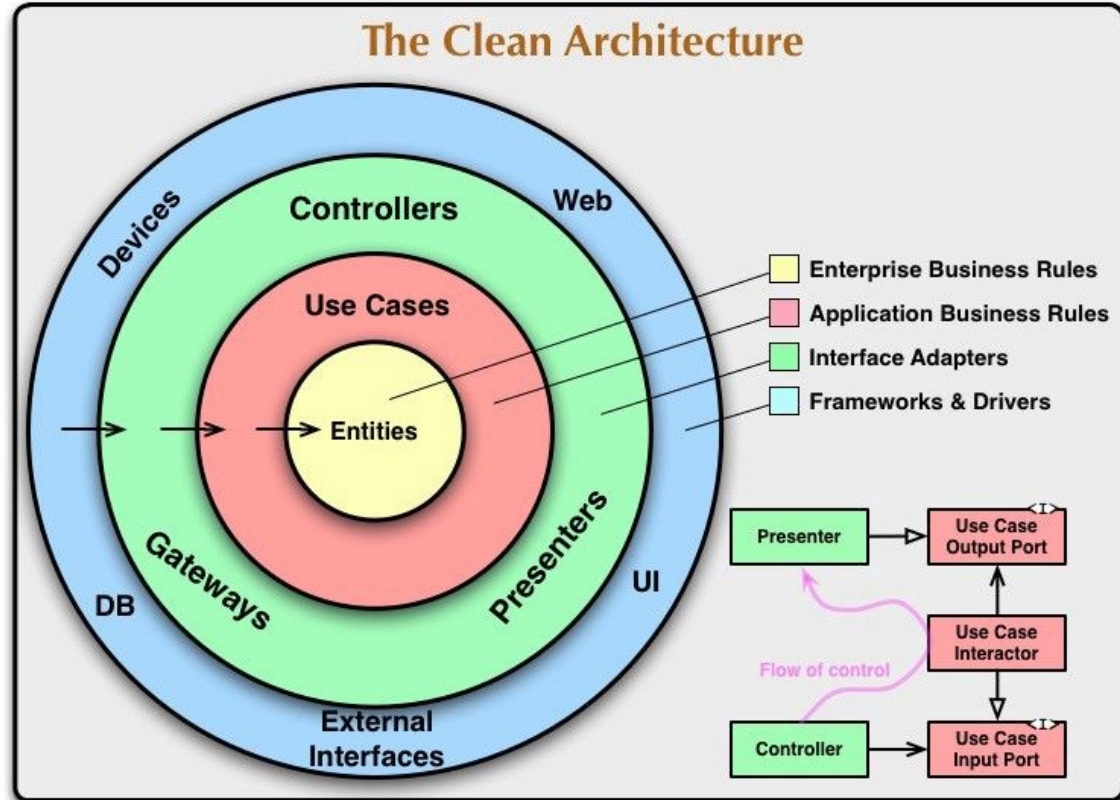 The Clean Architecture
Devices
Controllers
Web
Use Cases
Entities
Gateways
Presenters
DB
UI
External
Interfaces
Enterprise Business Rules
Application Business Rules
Interface Adapters
Frameworks & Drivers
Presenter
<I>
Use Case
Output Port
Use Case
Interactor
Flow of control
Controller
<I>
Use Case
Input Port